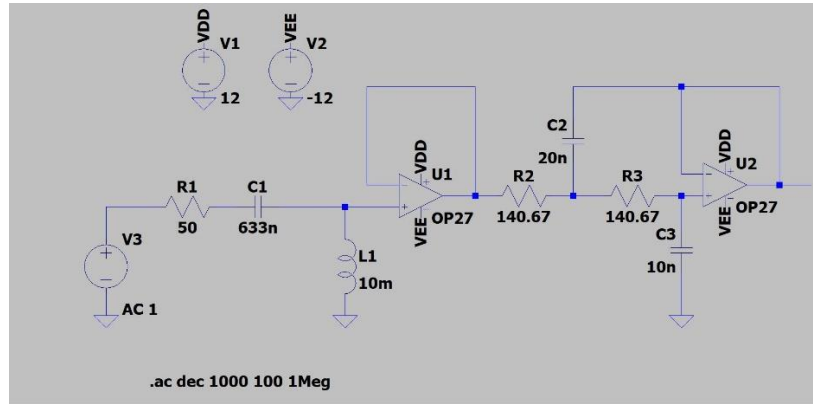 VDD
V1
12
VEE
V2
-12
R1
50
C1
633n
V3
AC 1
L1
10m
VDD
U1
VEE
OP27
R2
140.67
C2
20n
R3
140.67
VDD
U2
VEE
OP27
C3
10n
.ac dec 1000 100 1Meg